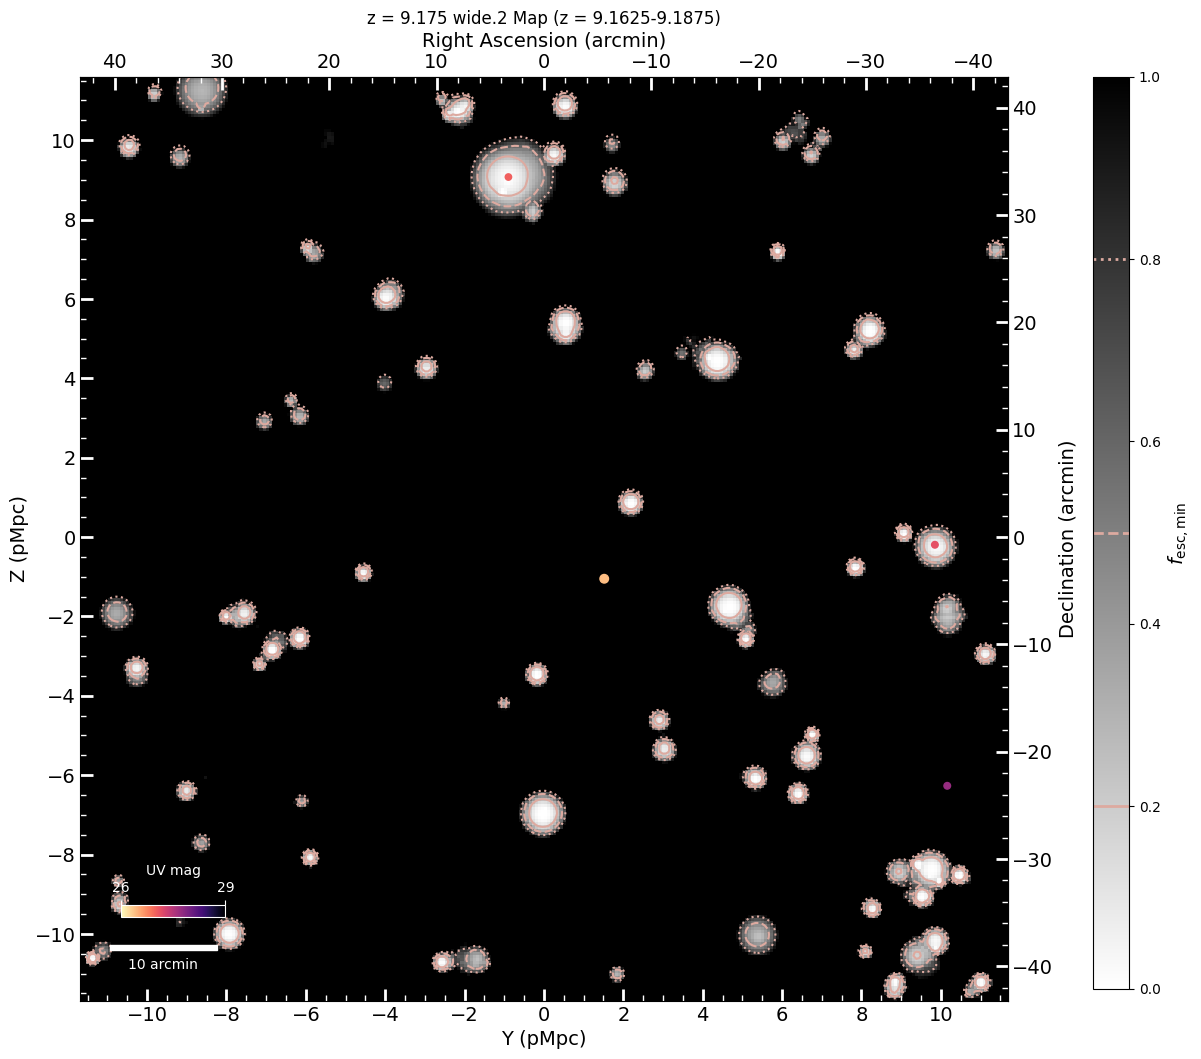 z = 9.175 wide.2 Map (z = 9.1625-9.1875)
Right Ascension (arcmin)
40 30 20 10 0 −10 −20 −30 −40
10
8
6
4
2
0
−2
−4
−6
−8
−10
Z (pMpc)
40
30
20
10
0
−10
−20
−30
−40
Declination (arcmin)
1.0
0.8
0.6
0.4
0.2
0.0
fesc,min
UV mag
26 29
10 arcmin
−10 −8 −6 −4 −2 0 2 4 6 8 10
Y (pMpc)